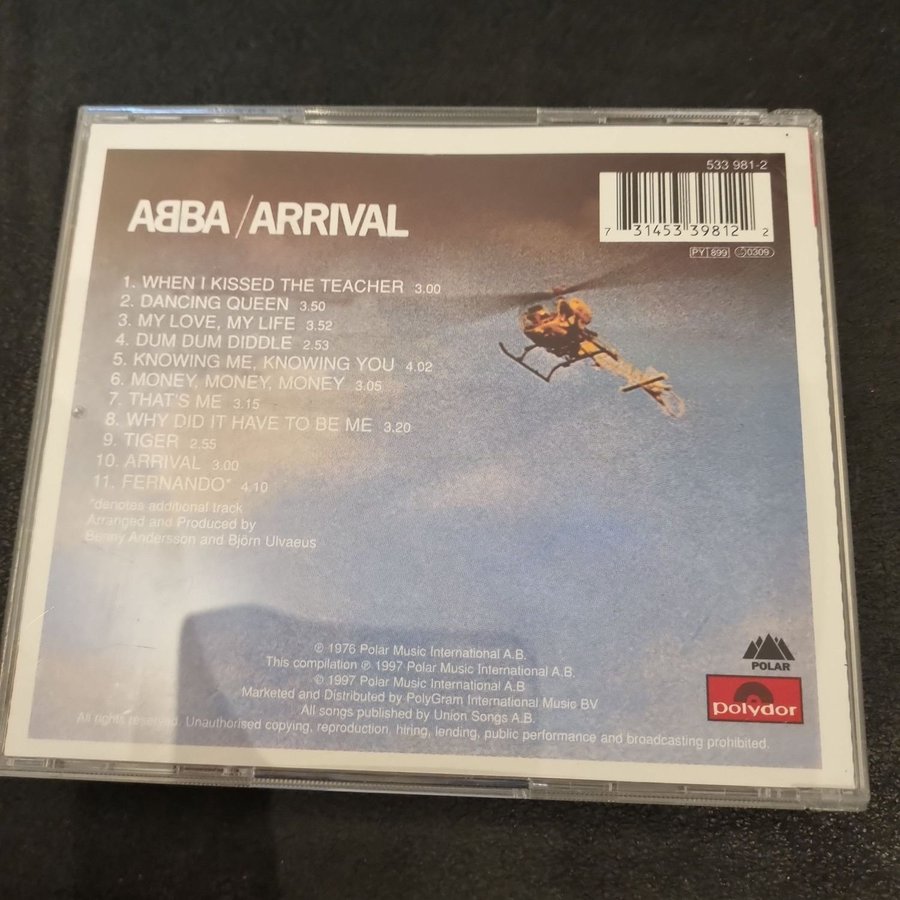 533 981-2
ABBA/ARRIVAL
7 31453 39812 2
PY 899 0309
1. WHEN I KISSED THE TEACHER 3.00
2. DANCING QUEEN 3.50
3. MY LOVE, MY LIFE 3.52
4. DUM DUM DIDDLE 2.53
5. KNOWING ME, KNOWING YOU 4.02
6. MONEY, MONEY, MONEY 3.05
7. THAT'S ME 3.15
8. WHY DID IT HAVE TO BE ME 3.20
9. TIGER 2.55
10. ARRIVAL 3.00
11. FERNANDO* 4.10
*denotes additional track
Arranged and Produced by
Benny Andersson and Björn Ulvaeus
℗ 1976 Polar Music International A.B.
This compilation ℗ 1997 Polar Music International A.B.
© 1997 Polar Music International A.B
Marketed and Distributed by PolyGram International Music BV
All songs published by Union Songs A.B.
All rights reserved. Unauthorised copying, reproduction, hiring, lending, public performance and broadcasting prohibited.
POLAR
polydor